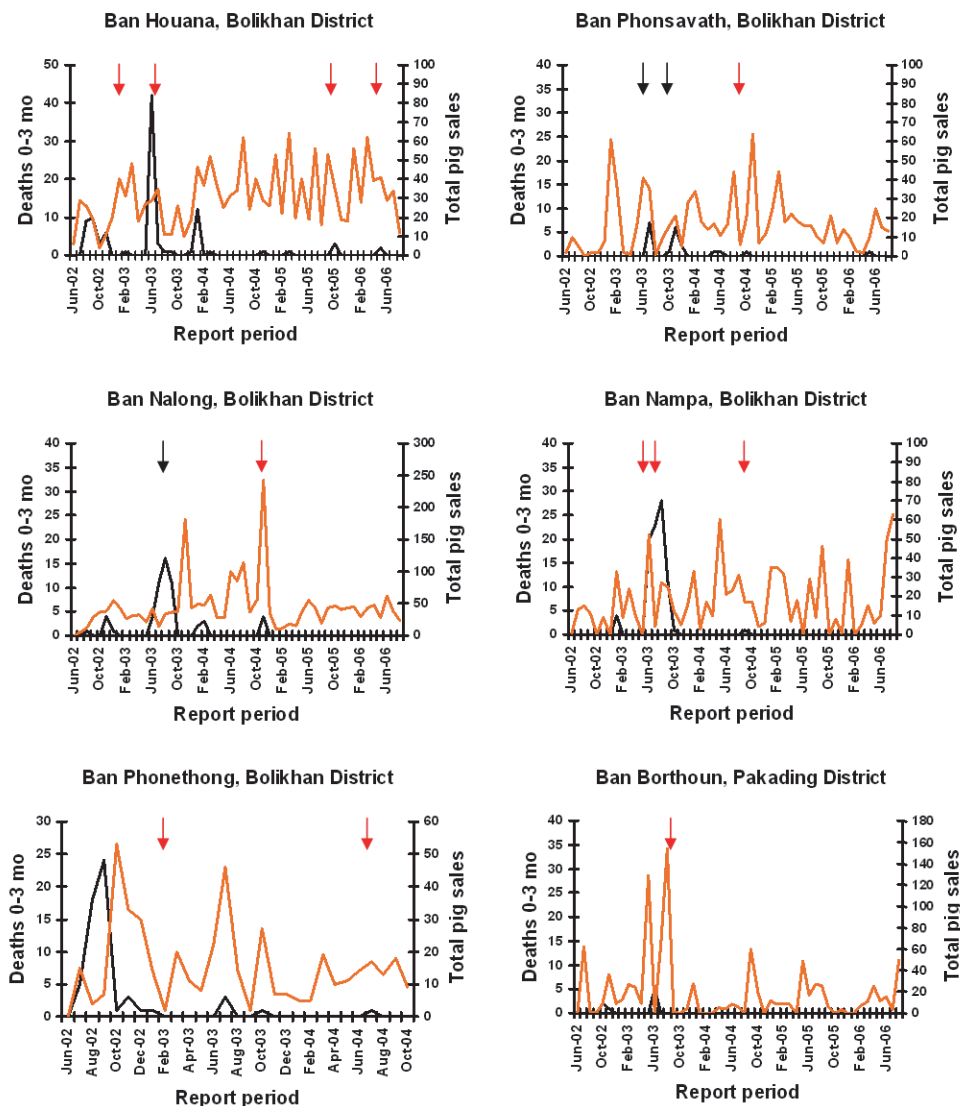 Ban Houana, Bolikhan District
50
40
30
20
10
0
Deaths 0-3 mo
100
90
80
70
60
50
40
30
20
10
0
Total pig sales
Jun-02
Oct-02
Feb-03
Jun-03
Oct-03
Feb-04
Jun-04
Oct-04
Feb-05
Jun-05
Oct-05
Feb-06
Jun-06
Report period
Ban Phonsavath, Bolikhan District
40
35
30
25
20
15
10
5
0
Deaths 0-3 mo
100
90
80
70
60
50
40
30
20
10
0
Total pig sales
Jun-02
Oct-02
Feb-03
Jun-03
Oct-03
Feb-04
Jun-04
Oct-04
Feb-05
Jun-05
Oct-05
Feb-06
Jun-06
Report period
Ban Nalong, Bolikhan District
40
35
30
25
20
15
10
5
0
Deaths 0-3 mo
300
250
200
150
100
50
0
Total pig sales
Jun-02
Oct-02
Feb-03
Jun-03
Oct-03
Feb-04
Jun-04
Oct-04
Feb-05
Jun-05
Oct-05
Feb-06
Jun-06
Report period
Ban Nampa, Bolikhan District
40
35
30
25
20
15
10
5
0
Deaths 0-3 mo
100
90
80
70
60
50
40
30
20
10
0
Total pig sales
Jun-02
Oct-02
Feb-03
Jun-03
Oct-03
Feb-04
Jun-04
Oct-04
Feb-05
Jun-05
Oct-05
Feb-06
Jun-06
Report period
Ban Phonethong, Bolikhan District
30
25
20
15
10
5
0
Deaths 0-3 mo
60
50
40
30
20
10
0
Total pig sales
Jun-02
Aug-02
Oct-02
Dec-02
Feb-03
Apr-03
Jun-03
Aug-03
Oct-03
Dec-03
Feb-04
Apr-04
Jun-04
Aug-04
Oct-04
Report period
Ban Borthoun, Pakading District
40
35
30
25
20
15
10
5
0
Deaths 0-3 mo
180
160
140
120
100
80
60
40
20
0
Total pig sales
Jun-02
Oct-02
Feb-03
Jun-03
Oct-03
Feb-04
Jun-04
Oct-04
Feb-05
Jun-05
Oct-05
Feb-06
Jun-06
Report period